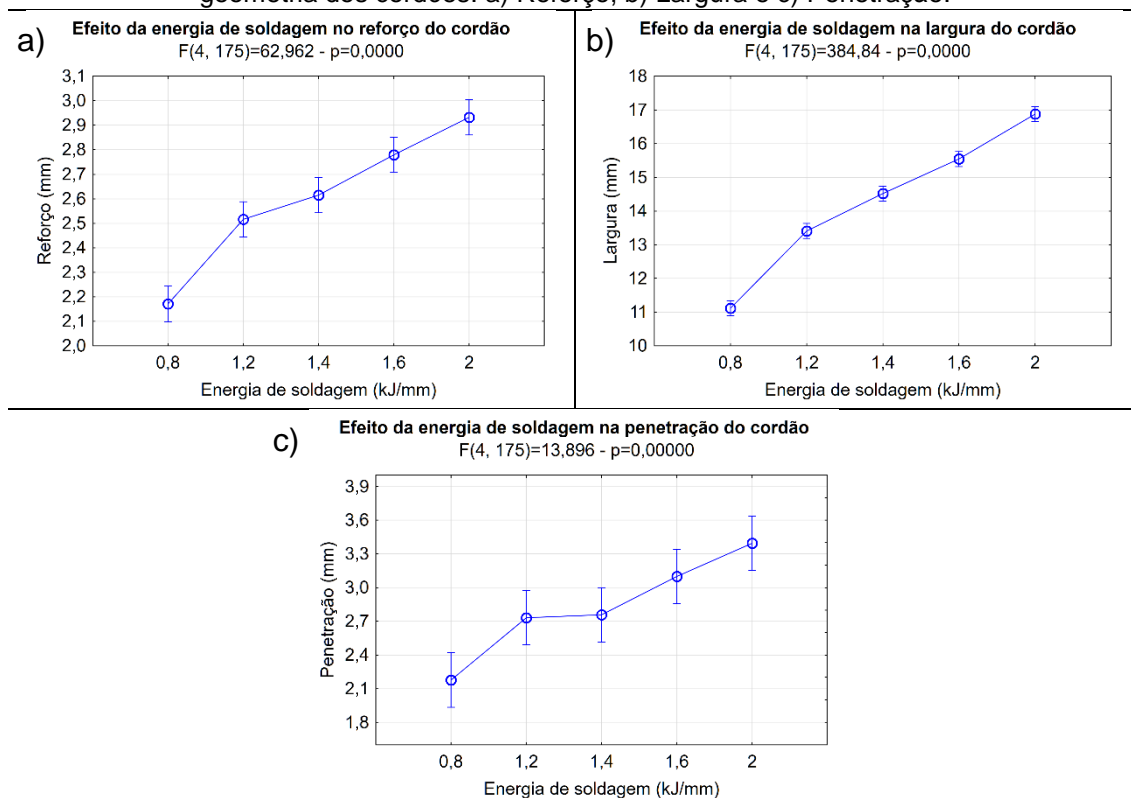 geometria dos cordões: a) Reforço, b) Largura e c) Penetração.
a)
Efeito da energia de soldagem no reforço do cordão
F(4, 175)=62,962 - p=0,0000
3,1
3,0
2,9
2,8
2,7
2,6
2,5
2,4
2,3
2,2
2,1
2,0
Reforço (mm)
0,8 1,2 1,4 1,6 2
Energia de soldagem (kJ/mm)
b)
Efeito da energia de soldagem na largura do cordão
F(4, 175)=384,84 - p=0,0000
18
17
16
15
14
13
12
11
10
Largura (mm)
0,8 1,2 1,4 1,6 2
Energia de soldagem (kJ/mm)
c)
Efeito da energia de soldagem na penetração do cordão
F(4, 175)=13,896 - p=0,00000
3,9
3,6
3,3
3,0
2,7
2,4
2,1
1,8
Penetração (mm)
0,8 1,2 1,4 1,6 2
Energia de soldagem (kJ/mm)